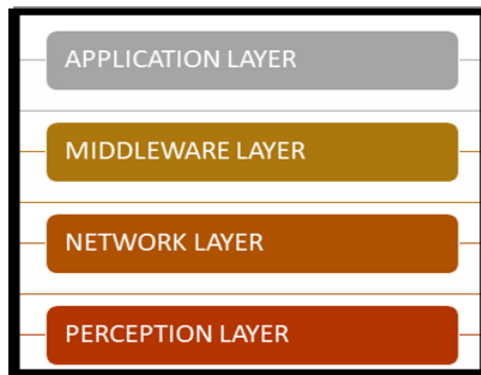 APPLICATION LAYER
MIDDLEWARE LAYER
NETWORK LAYER
PERCEPTION LAYER